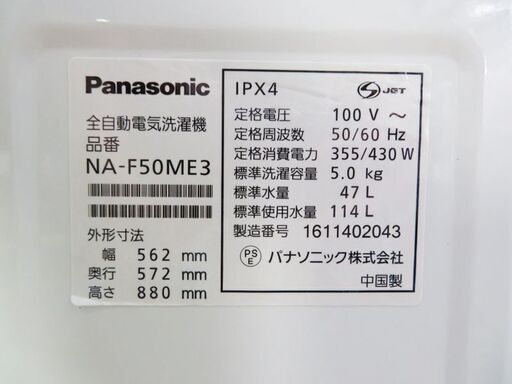 Panasonic
全自動電気洗濯機
品番
NA-F50ME3
外形寸法
幅 562 mm
奥行 572 mm
高さ 880 mm
IPX4
S JET
定格電圧 100 V ～
定格周波数 50/60 Hz
定格消費電力 355/430 W
標準洗濯容量 5.0 kg
標準水量 47 L
標準使用水量 114 L
製造番号 1611402043
PS E パナソニック株式会社
中国製